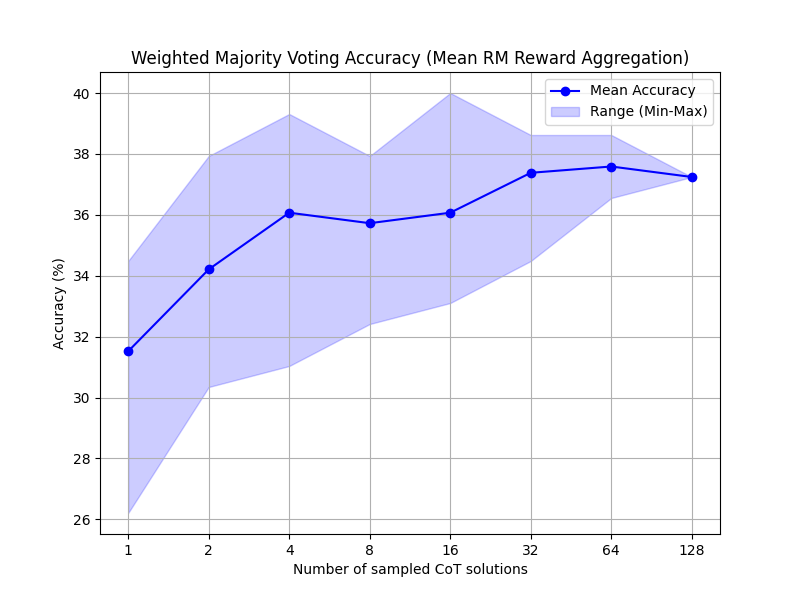 Weighted Majority Voting Accuracy (Mean RM Reward Aggregation)
Mean Accuracy
Range (Min-Max)
Accuracy (%)
40
38
36
34
32
30
28
26
1 2 4 8 16 32 64 128
Number of sampled CoT solutions